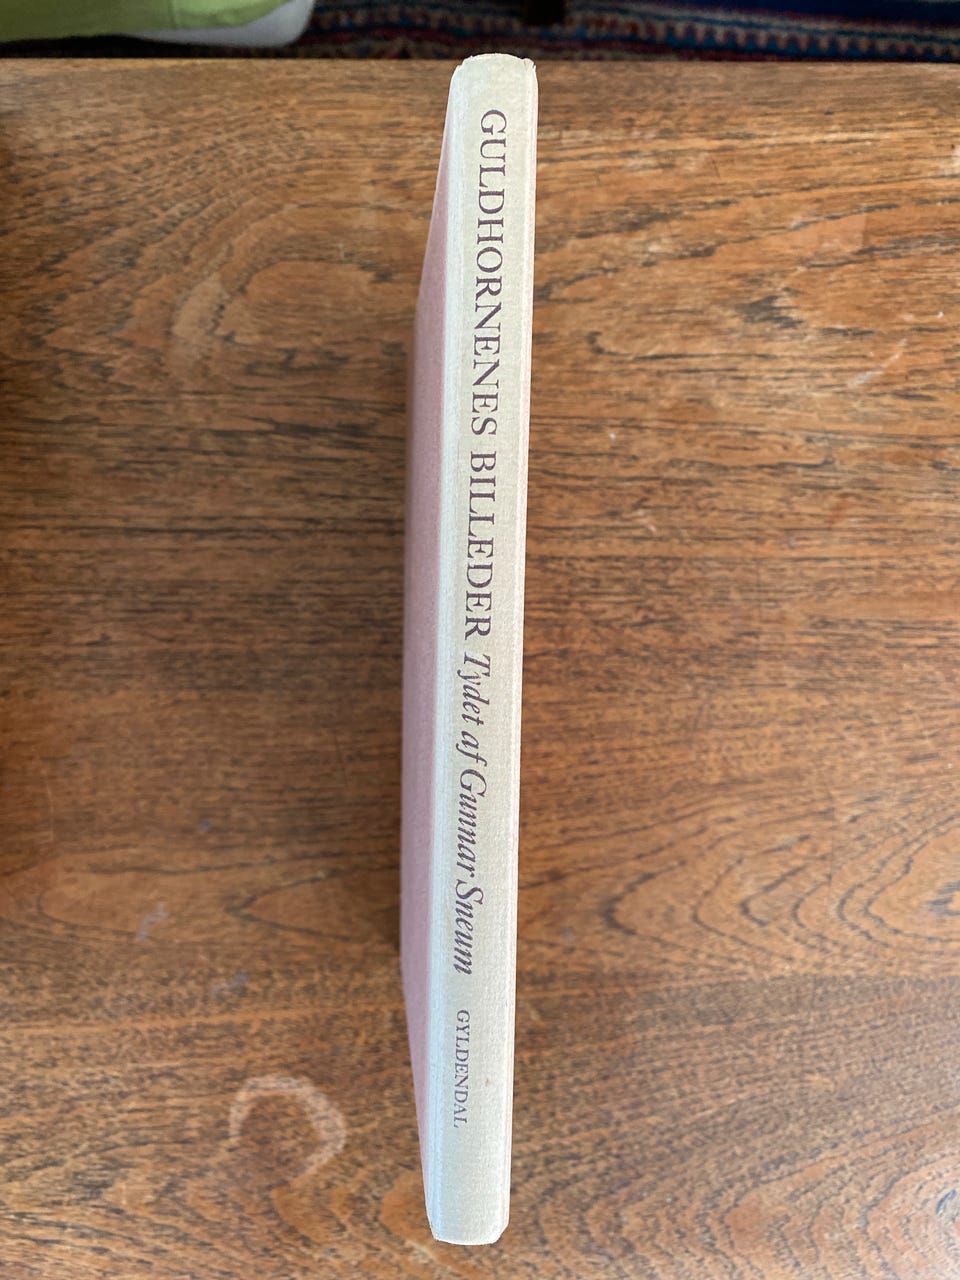 GULDHORNENES BILLEDER Tydet af Gunnar Sneum GYLDENDAL